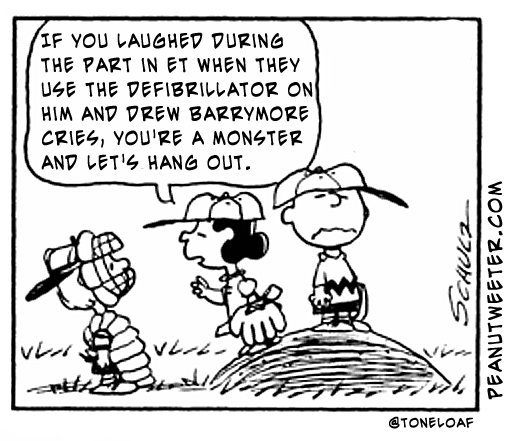 IF YOU LAUGHED DURING
THE PART IN ET WHEN THEY
USE THE DEFIBRILLATOR ON
HIM AND DREW BARRYMORE
CRIES, YOU'RE A MONSTER
AND LET'S HANG OUT.
SCHULZ
PEANUTWEETER.COM
@TONELOAF